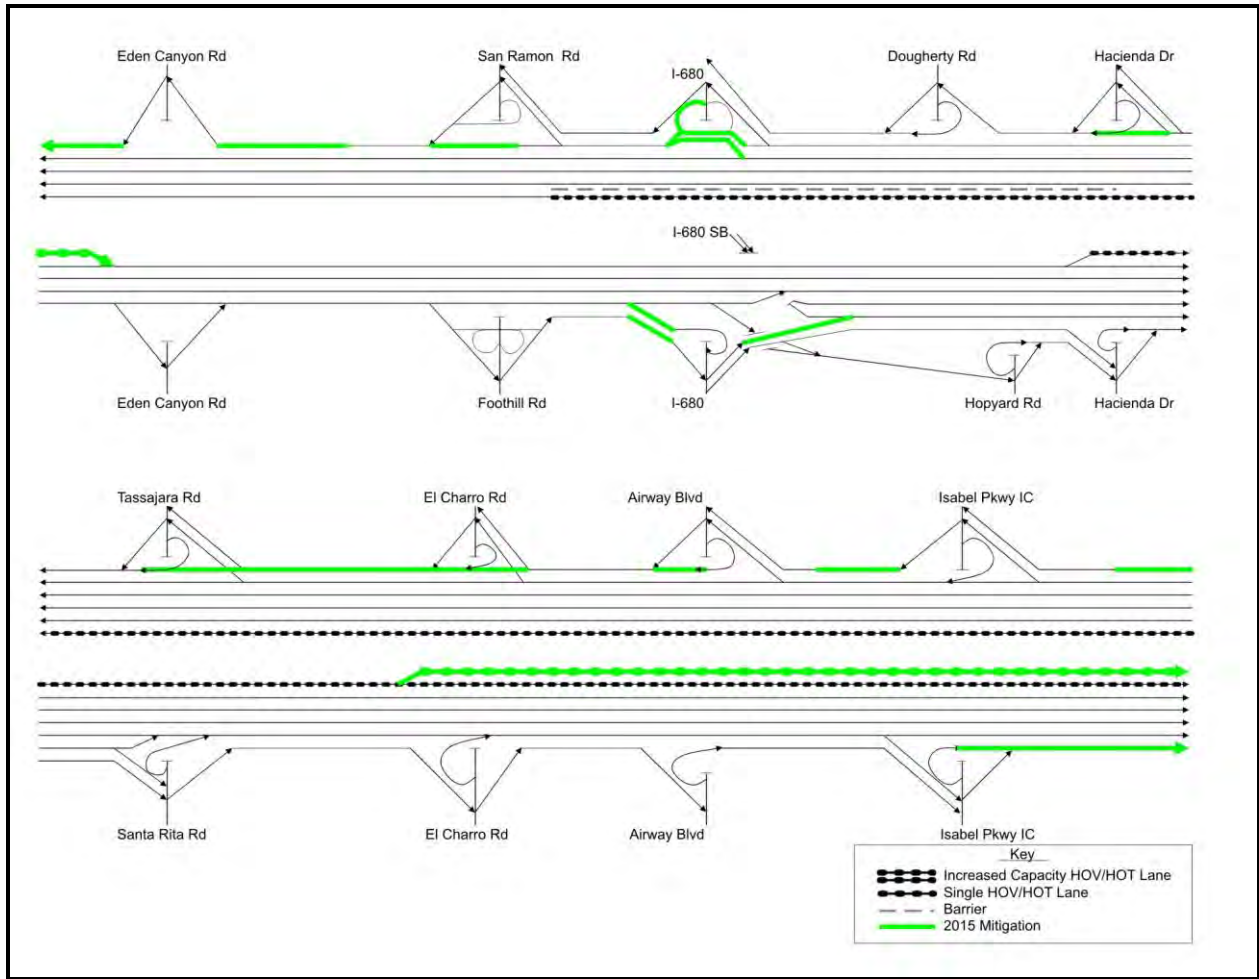 Eden Canyon Rd
San Ramon Rd
I-680
Dougherty Rd
Hacienda Dr
I-680 SB
Eden Canyon Rd
Foothill Rd
I-680
Hopyard Rd
Hacienda Dr
Tassajara Rd
El Charro Rd
Airway Blvd
Isabel Pkwy IC
Santa Rita Rd
El Charro Rd
Airway Blvd
Isabel Pkwy IC
Key
Increased Capacity HOV/HOT Lane
Single HOV/HOT Lane
Barrier
2015 Mitigation